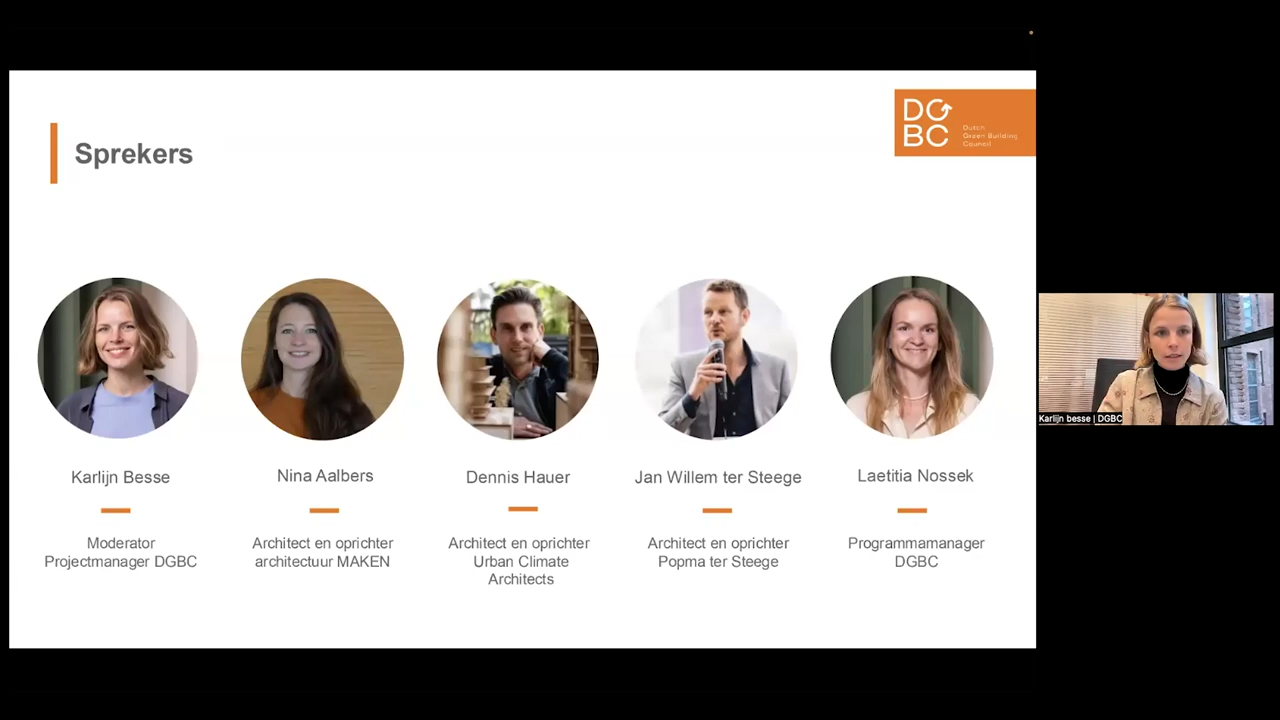 Sprekers
DG
BC
Dutch
Green Building
Council
Karlijn Besse
Nina Aalbers
Dennis Hauer
Jan Willem ter Steege
Laetitia Nossek
Moderator
Projectmanager DGBC
Architect en oprichter
architectuur MAKEN
Architect en oprichter
Urban Climate
Architects
Architect en oprichter
Popma ter Steege
Programmamanager
DGBC
Karlijn besse | DGBC